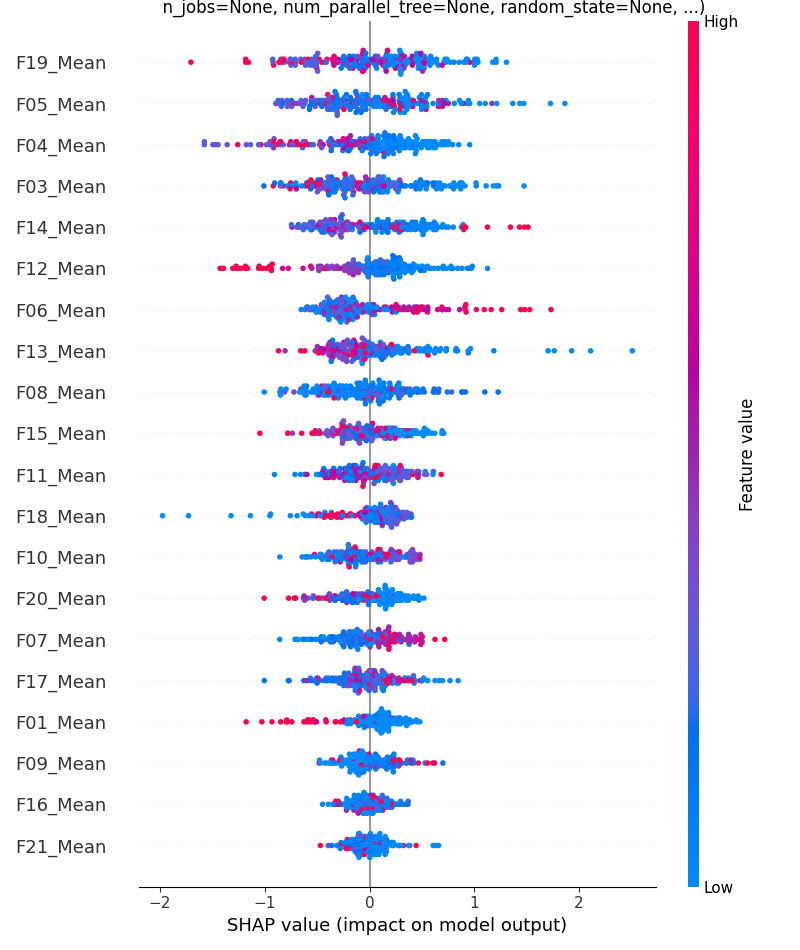 n_jobs=None, num_parallel_tree=None, random_state=None, ...)
High
F19_Mean
F05_Mean
F04_Mean
F03_Mean
F14_Mean
F12_Mean
F06_Mean
F13_Mean
F08_Mean
F15_Mean
F11_Mean
F18_Mean
F10_Mean
F20_Mean
F07_Mean
F17_Mean
F01_Mean
F09_Mean
F16_Mean
F21_Mean
Feature value
Low
−2 −1 0 1 2
SHAP value (impact on model output)